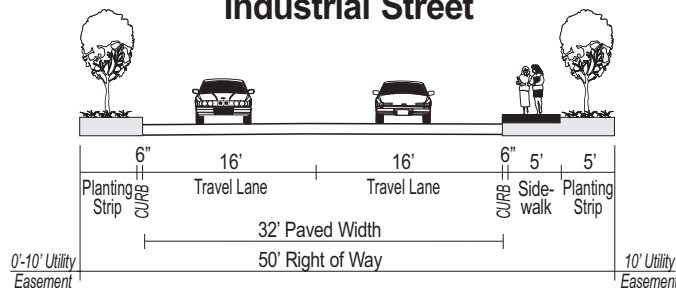 Industrial Street
6” 16’ 16’ 6” 5’ 5’
Planting Strip CURB Travel Lane Travel Lane CURB Side-walk Planting Strip
32’ Paved Width
0’-10’ Utility Easement 50’ Right of Way 10’ Utility Easement